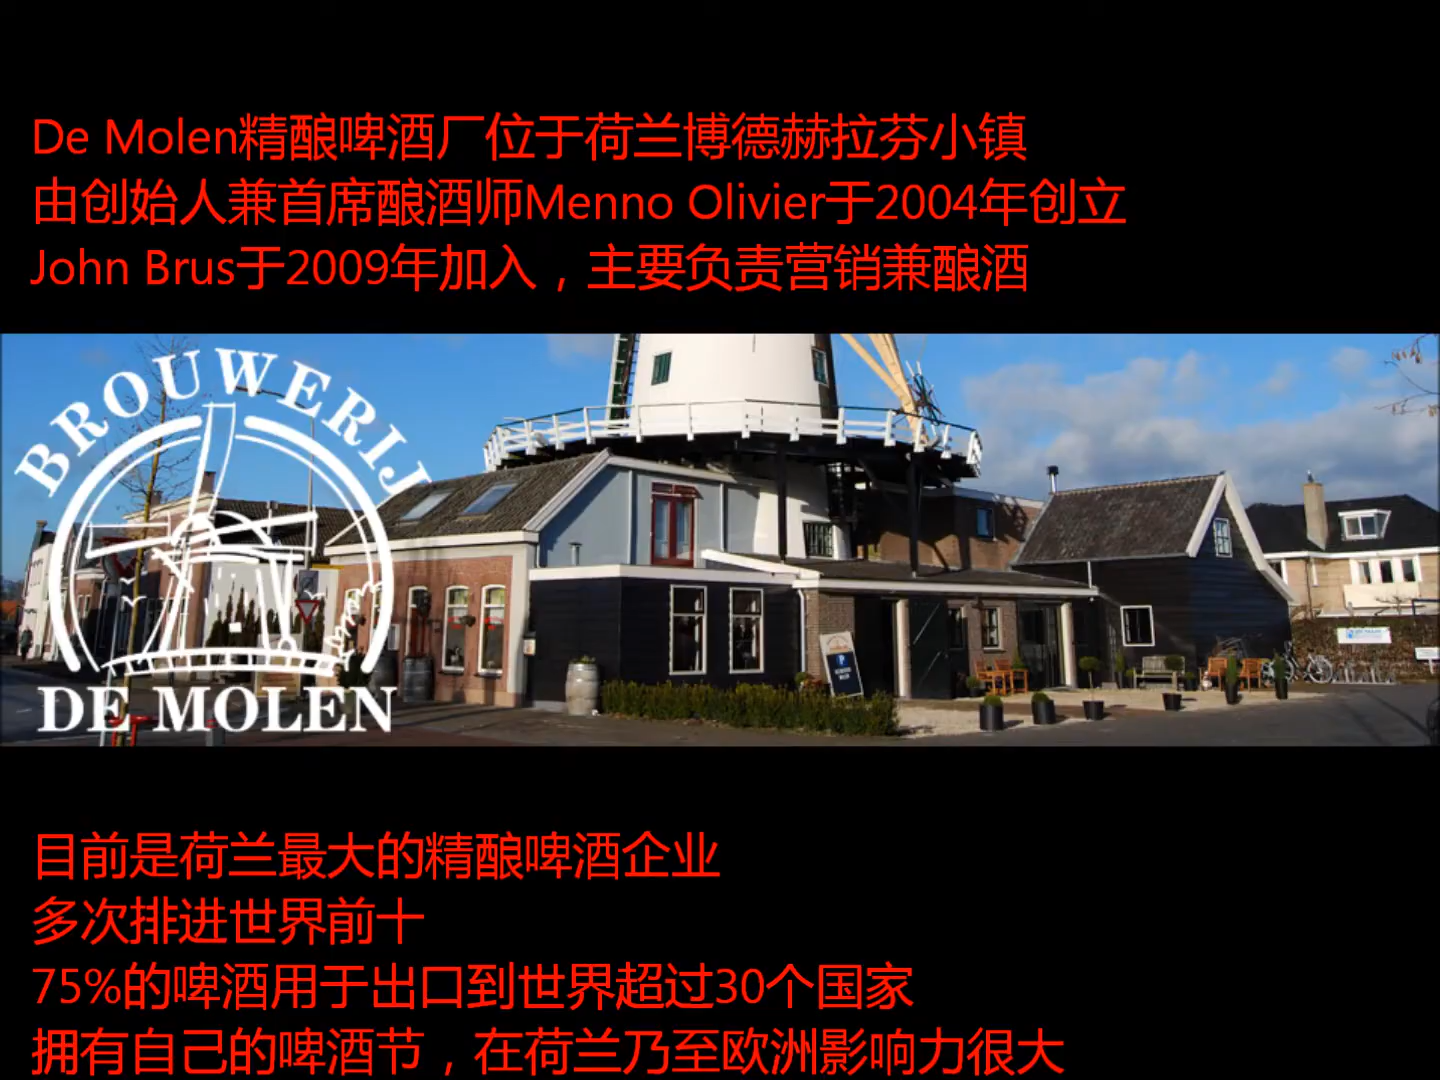 De Molen精酿啤酒厂位于荷兰博德赫拉芬小镇
由创始人兼首席酿酒师Menno Olivier于2004年创立
John Brus于2009年加入，主要负责营销兼酿酒
BROUWERIJ
DE MOLEN
目前是荷兰最大的精酿啤酒企业
多次排进世界前十
75%的啤酒用于出口到世界超过30个国家
拥有自己的啤酒节，在荷兰乃至欧洲影响力很大